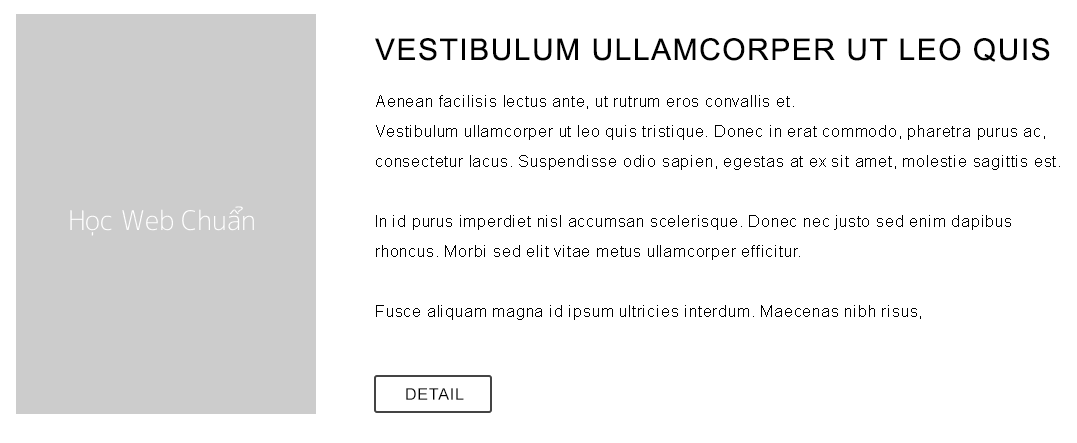 Học Web Chuẩn
VESTIBULUM ULLAMCORPER UT LEO QUIS
Aenean facilisis lectus ante, ut rutrum eros convallis et.
Vestibulum ullamcorper ut leo quis tristique. Donec in erat commodo, pharetra purus ac,
consectetur lacus. Suspendisse odio sapien, egestas at ex sit amet, molestie sagittis est.
In id purus imperdiet nisl accumsan scelerisque. Donec nec justo sed enim dapibus
rhoncus. Morbi sed elit vitae metus ullamcorper efficitur.
Fusce aliquam magna id ipsum ultricies interdum. Maecenas nibh risus,
DETAIL